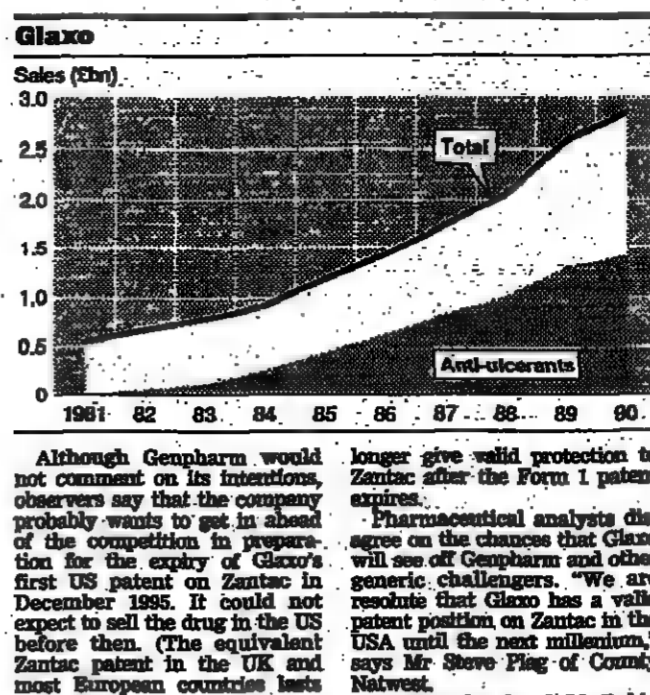 Glaxo
Sales (£bn)
3.0
2.5
2.0
1.5
1.0
0.5
0
Total
Anti-ulcerants
1981 82 83 84 85 86 87 88 89 90
Although Genpharm would
not comment on its intentions,
observers say that the company
probably wants to get in ahead
of the competition in prepara-
tion for the expiry of Glaxo's
first US patent on Zantac in
December 1995. It could not
expect to sell the drug in the US
before then. (The equivalent
Zantac patent in the UK and
most European countries lasts
longer give valid protection t
Zantac after the Form 1 paten
expires.
Pharmaceutical analysts dis
agree on the chances that Glax
will see off Genpharm and othe
generic challengers. "We are
resolute that Glaxo has a vali
patent position on Zantac in th
USA until the next millenium,"
says Mr Steve Plag of County
Natwest.